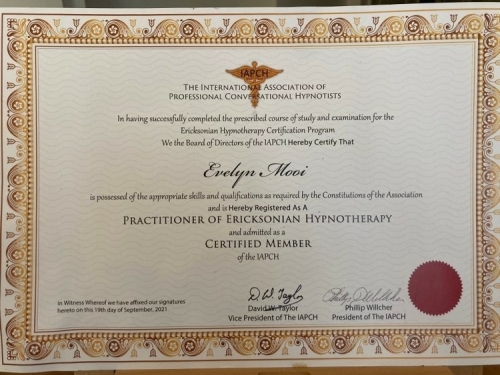 IAPCH
THE INTERNATIONAL ASSOCIATION OF
PROFESSIONAL CONVERSATIONAL HYPNOTISTS
In having successfully completed the prescribed course of study and examination for the
Ericksonian Hypnotherapy Certification Program
We the Board of Directors of the IAPCH Hereby Certify That
Evelyn Mooi
is possessed of the appropriate skills and qualifications as required by the Constitutions of the Association
and is Hereby Registered As A
PRACTITIONER OF ERICKSONIAN HYPNOTHERAPY
and admitted as a
CERTIFIED MEMBER
of the IAPCH
In Witness Whereof we have affixed our signatures
hereto on this 19th day of September, 2021
D.W. Taylor
David W. Taylor
Vice President of The IAPCH
Phillip Willcher
President of The IAPCH